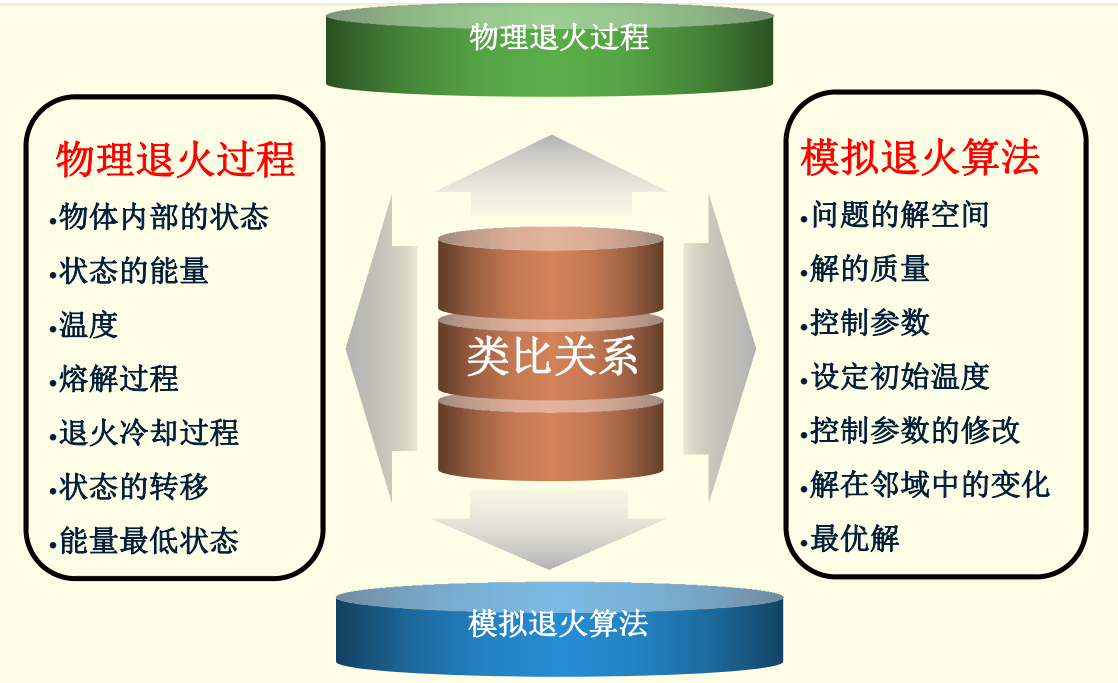 物理退火过程
物理退火过程
•物体内部的状态
•状态的能量
•温度
•熔解过程
•退火冷却过程
•状态的转移
•能量最低状态
类比关系
模拟退火算法
•问题的解空间
•解的质量
•控制参数
•设定初始温度
•控制参数的修改
•解在邻域中的变化
•最优解
模拟退火算法